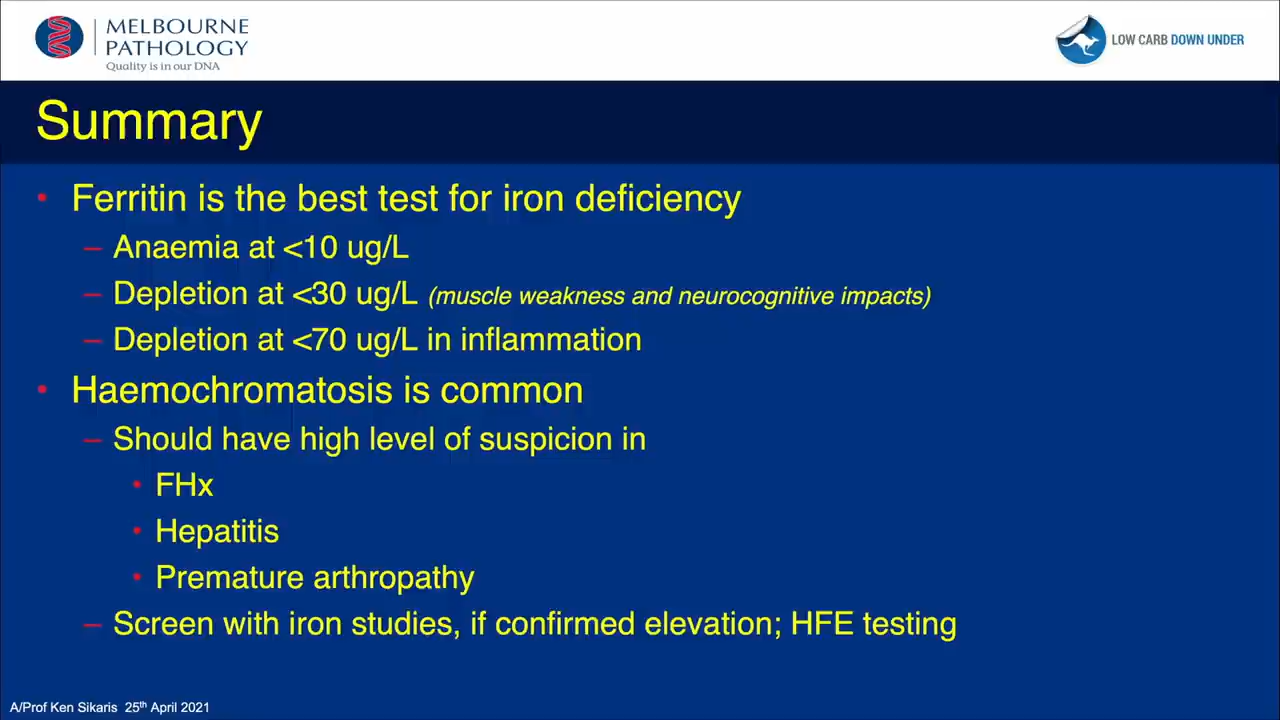 MELBOURNE
PATHOLOGY
Quality is in our DNA
LOW CARB DOWN UNDER
Summary
• Ferritin is the best test for iron deficiency
– Anaemia at <10 ug/L
– Depletion at <30 ug/L (muscle weakness and neurocognitive impacts)
– Depletion at <70 ug/L in inflammation
• Haemochromatosis is common
– Should have high level of suspicion in
• FHx
• Hepatitis
• Premature arthropathy
– Screen with iron studies, if confirmed elevation; HFE testing
A/Prof Ken Sikaris 25th April 2021